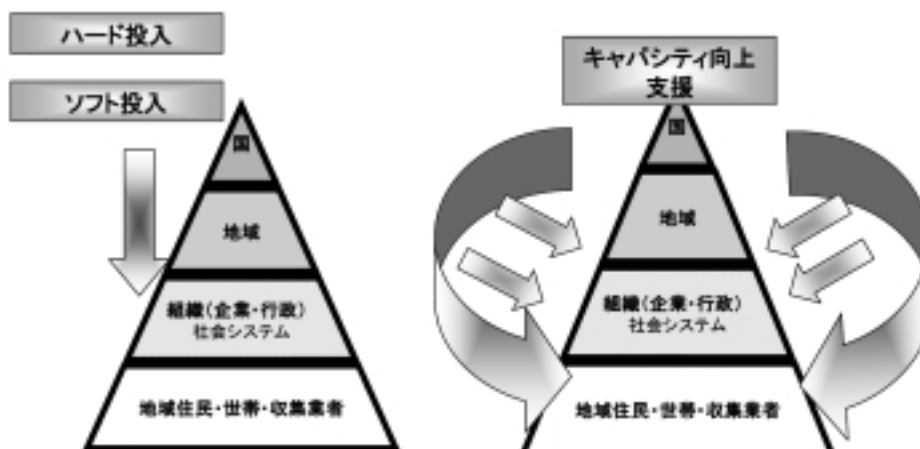 ハード投入
ソフト投入
国
地域
組織(企業・行政)
社会システム
地域住民・世帯・収集業者
キャパシティ向上
支援
国
地域
組織(企業・行政)
社会システム
地域住民・世帯・収集業者